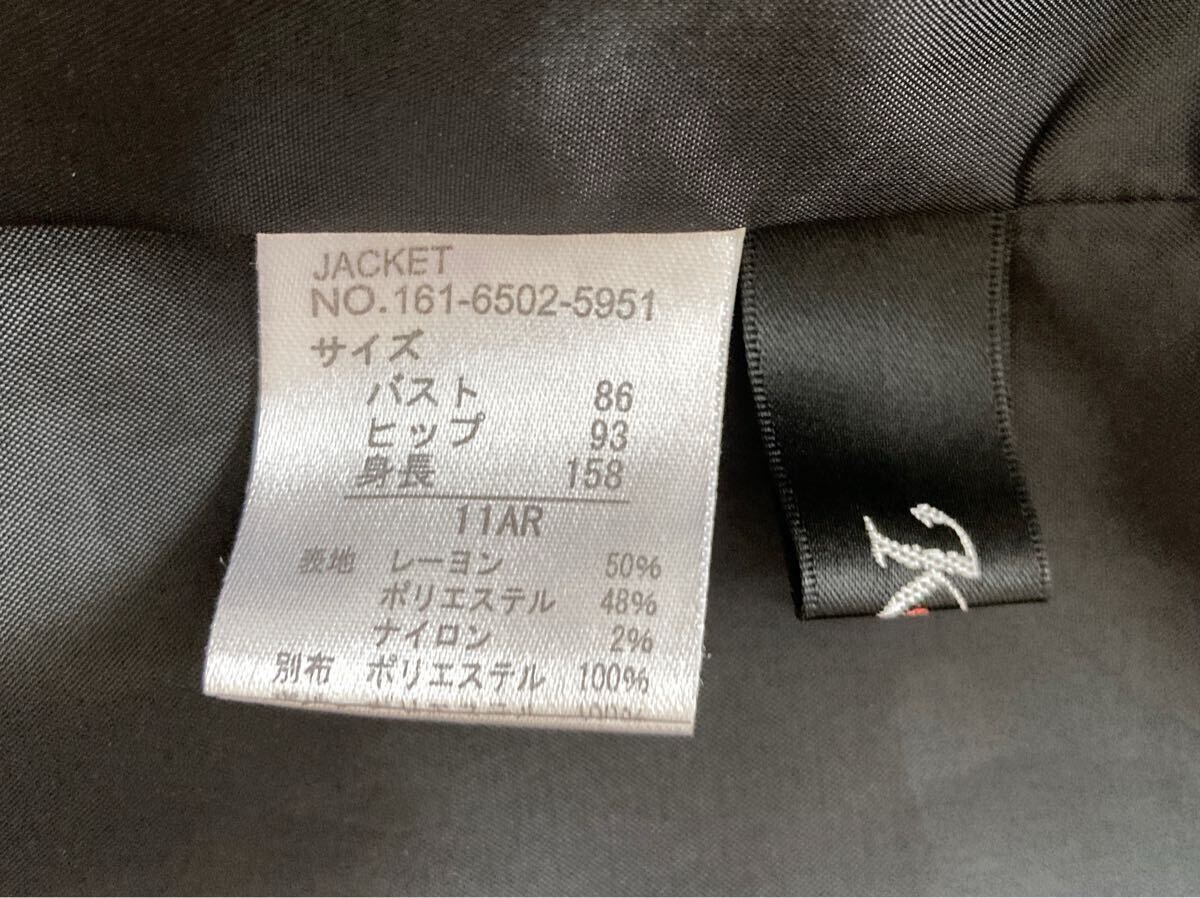 JACKET
NO.161-6502-5951
サイズ
バスト 86
ヒップ 93
身長 158
11AR
表地 レーヨン 50%
ポリエステル 48%
ナイロン 2%
別布 ポリエステル 100%